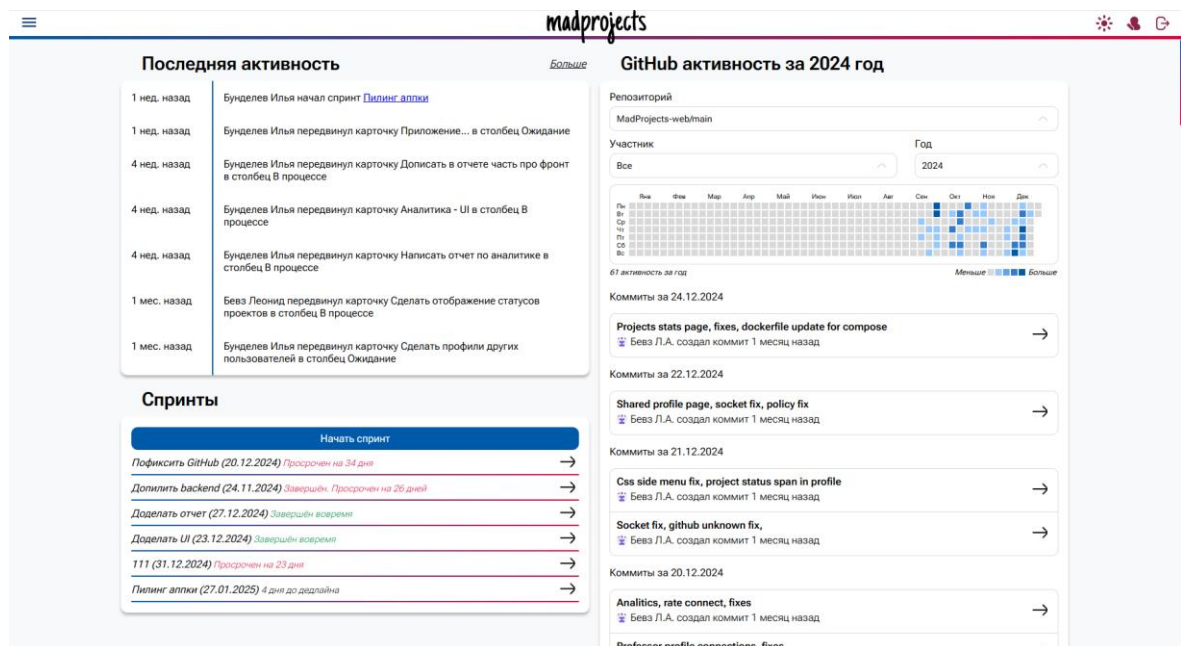 madprojects
Последняя активность
Больше
1 нед. назад
Бунделев Илья начал спринт Пилинг аппки
1 нед. назад
Бунделев Илья передвинул карточку Приложение... в столбец Ожидание
4 нед. назад
Бунделев Илья передвинул карточку Дописать в отчете часть про фронт
в столбец В процессе
4 нед. назад
Бунделев Илья передвинул карточку Аналитика - UI в столбец В
процессе
4 нед. назад
Бунделев Илья передвинул карточку Написать отчет по аналитике в
столбец В процессе
1 мес. назад
Бевз Леонид передвинул карточку Сделать отображение статусов
проектов в столбец В процессе
1 мес. назад
Бунделев Илья передвинул карточку Сделать профили других
пользователей в столбец Ожидание
Спринты
Начать спринт
Пофиксить GitHub (20.12.2024) Просрочен на 34 дня
Допилить backend (24.11.2024) Завершён. Просрочен на 26 дней
Доделать отчет (27.12.2024) Завершён вовремя
Доделать UI (23.12.2024) Завершён вовремя
111 (31.12.2024) Просрочен на 23 дня
Пилинг аппки (27.01.2025) 4 дня до дедлайна
GitHub активность за 2024 год
Репозиторий
MadProjects-web/main
Участник
Год
Все
2024
Янв Фев Мар Апр Май Июн Июл Авг Сен Окт Ноя Дек
Пн
Вт
Ср
Чт
Пт
Сб
Вс
61 активность за год
Меньше
Больше
Коммиты за 24.12.2024
Projects stats page, fixes, dockerfile update for compose
Бевз Л.А. создал коммит 1 месяц назад
Коммиты за 22.12.2024
Shared profile page, socket fix, policy fix
Бевз Л.А. создал коммит 1 месяц назад
Коммиты за 21.12.2024
Css side menu fix, project status span in profile
Бевз Л.А. создал коммит 1 месяц назад
Socket fix, github unknown fix,
Бевз Л.А. создал коммит 1 месяц назад
Коммиты за 20.12.2024
Analitics, rate connect, fixes
Бевз Л.А. создал коммит 1 месяц назад
Professor profile connections, fixes